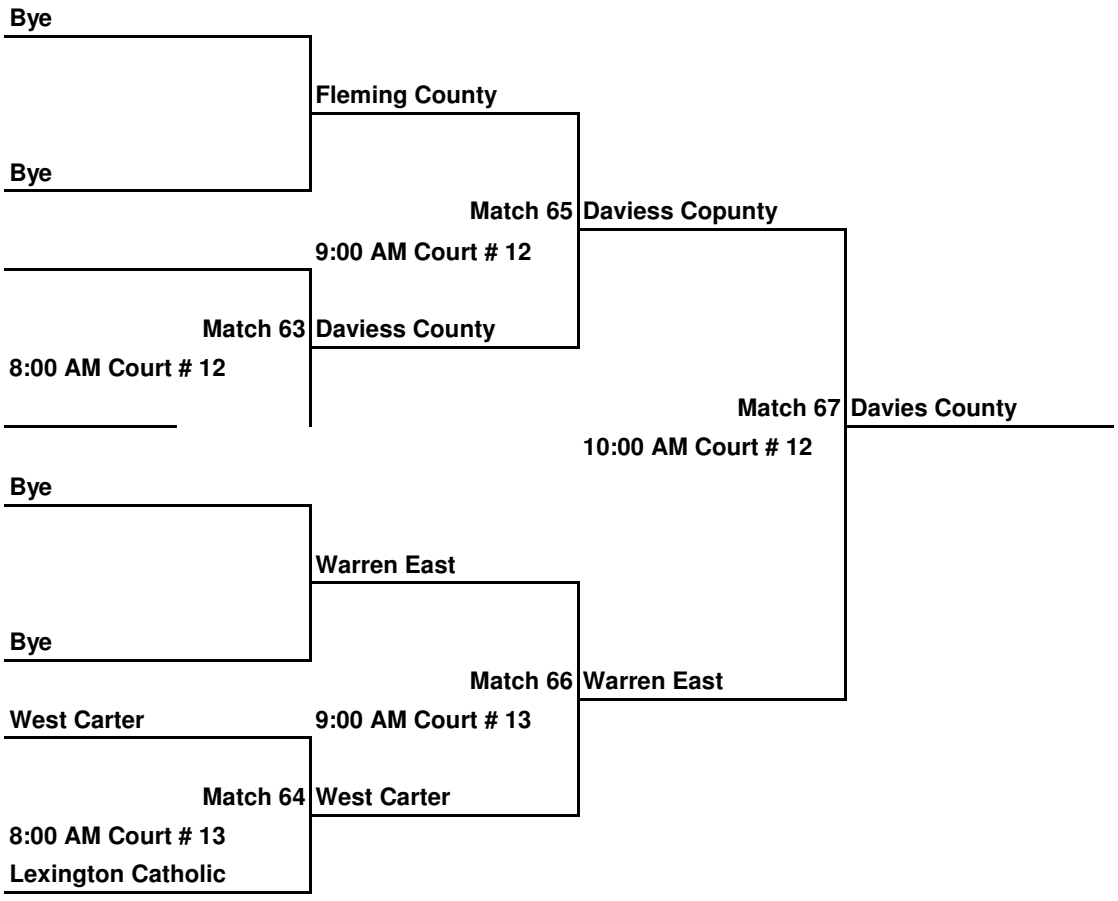 Bye
Fleming County
Bye
Match 65 Daviess Copunty
9:00 AM Court # 12
Match 63 Daviess County
8:00 AM Court # 12
Match 67 Davies County
10:00 AM Court # 12
Bye
Warren East
Bye
Match 66 Warren East
West Carter
9:00 AM Court # 13
Match 64 West Carter
8:00 AM Court # 13
Lexington Catholic